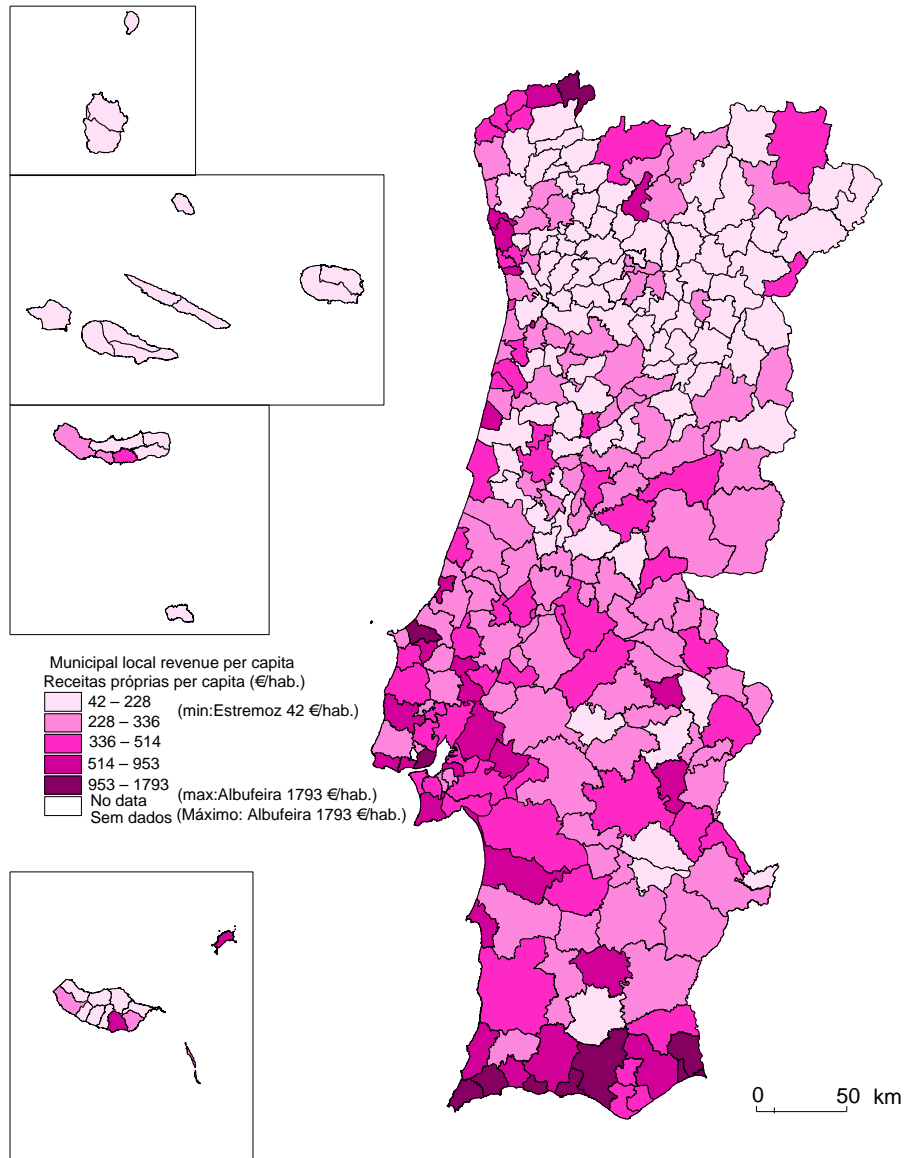 Municipal local revenue per capita
Receitas próprias per capita (€/hab.)
42 – 228
(min:Estremoz 42 €/hab.)
228 – 336
336 – 514
514 – 953
953 – 1793
No data
(max:Albufeira 1793 €/hab.)
Sem dados
(Máximo: Albufeira 1793 €/hab.)
0 50 km